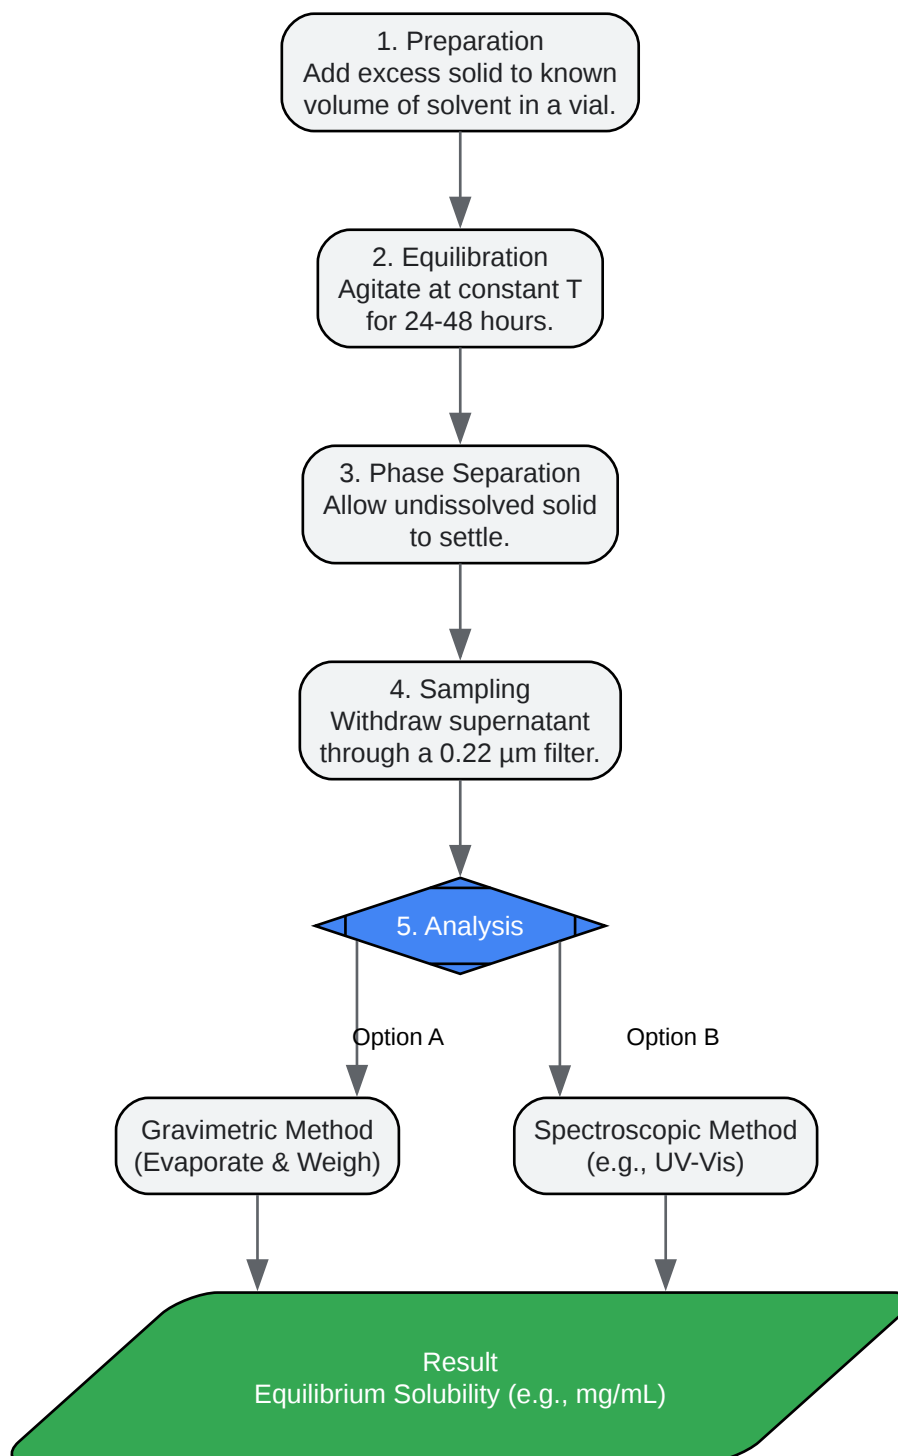 1. Preparation
Add excess solid to known
volume of solvent in a vial.
2. Equilibration
Agitate at constant T
for 24-48 hours.
3. Phase Separation
Allow undissolved solid
to settle.
4. Sampling
Withdraw supernatant
through a 0.22 µm filter.
5. Analysis
Option A
Option B
Gravimetric Method
(Evaporate & Weigh)
Spectroscopic Method
(e.g., UV-Vis)
Result
Equilibrium Solubility (e.g., mg/mL)